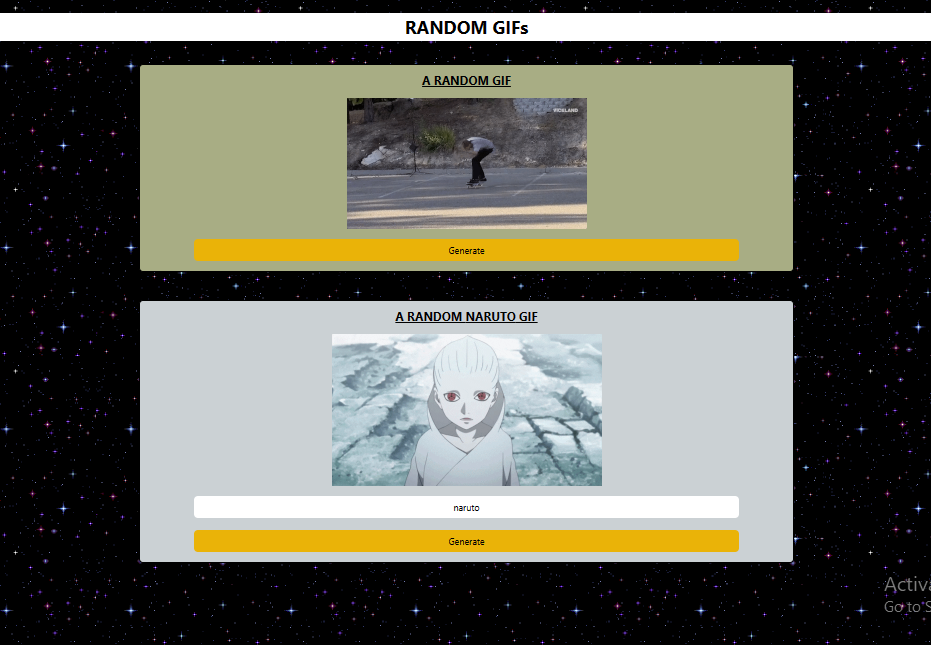 RANDOM GIFs
A RANDOM GIF
VICELAND
Generate
A RANDOM NARUTO GIF
naruto
Generate
Activa
Go to S